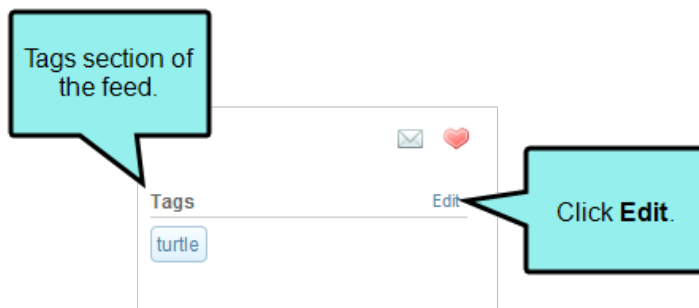 Tags section of
the feed.
Tags
Edit
Click Edit.
turtle